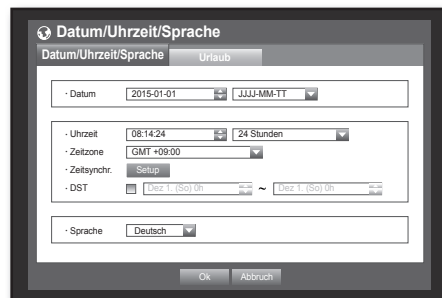 Datum/Uhrzeit/Sprache
Datum/Uhrzeit/Sprache Urlaub
· Datum 2015-01-01 JJJJ-MM-TT
· Uhrzeit 08:14:24 24 Stunden
· Zeitzone GMT +09:00
· Zeitsynchr. Setup
· DST Dez 1. (So) 0h ~ Dez 1. (So) 0h
· Sprache Deutsch
Ok Abbruch